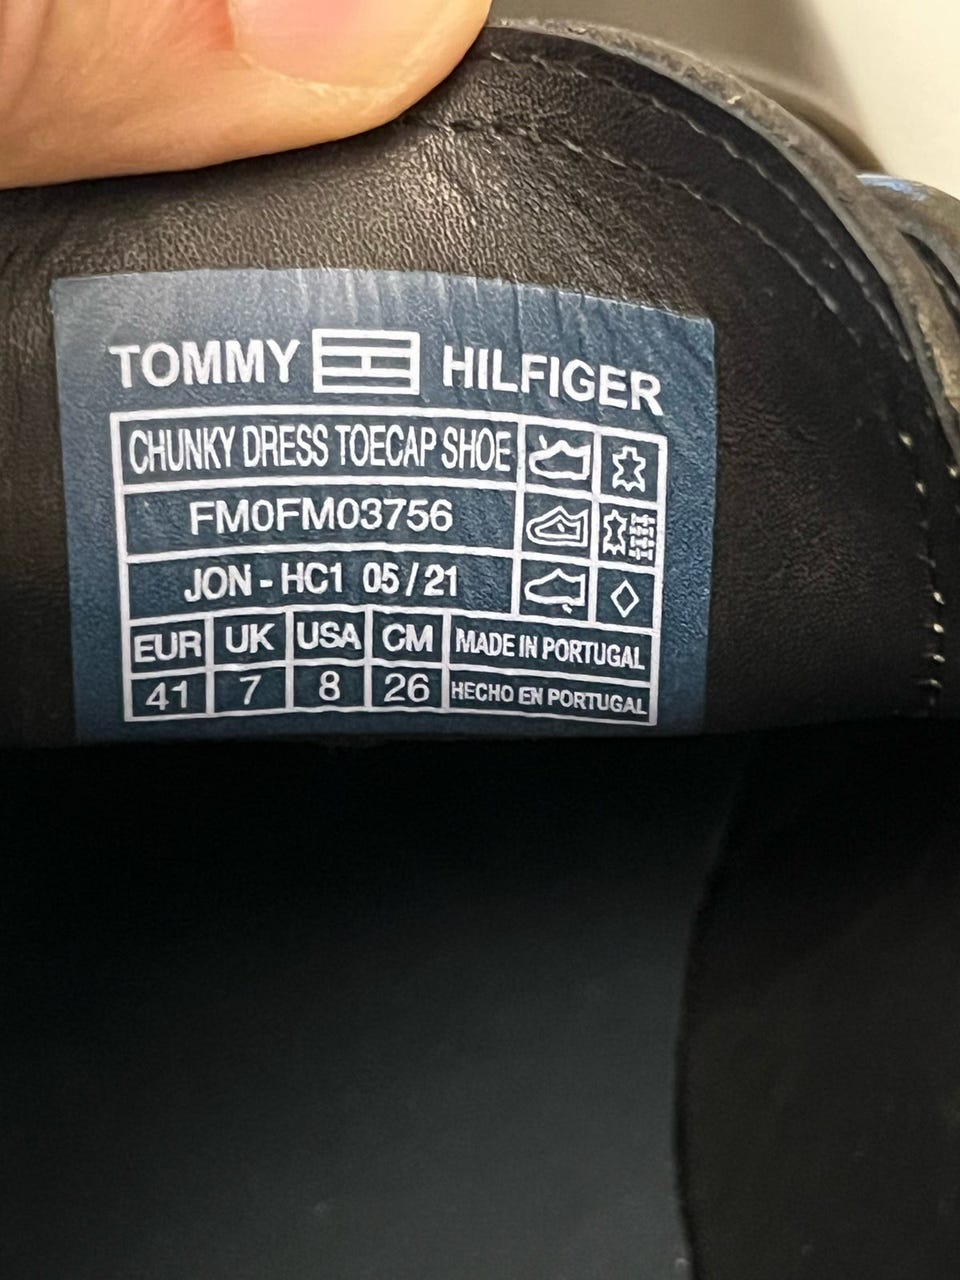 TOMMY HILFIGER
CHUNKY DRESS TOECAP SHOE
FM0FM03756
JON - HC1 05/21
EUR UK USA CM MADE IN PORTUGAL
41 7 8 26 HECHO EN PORTUGAL